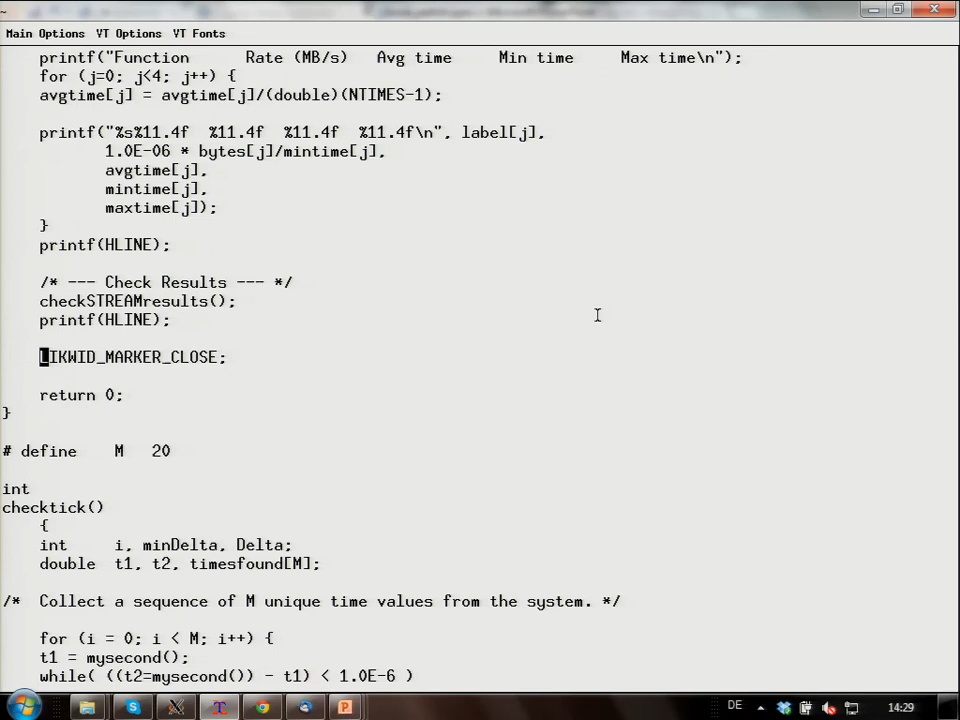 ~
Main Options  VT Options  VT Fonts
    printf("Function      Rate (MB/s)   Avg time     Min time     Max time\n");
    for (j=0; j<4; j++) {
    avgtime[j] = avgtime[j]/(double)(NTIMES-1);

    printf("%s%11.4f  %11.4f  %11.4f  %11.4f\n", label[j],
           1.0E-06 * bytes[j]/mintime[j],
           avgtime[j],
           mintime[j],
           maxtime[j]);
    }
    printf(HLINE);

    /* --- Check Results --- */
    checkSTREAMresults();
    printf(HLINE);

    LIKWID_MARKER_CLOSE;

    return 0;
}

# define    M   20

int
checktick()
    {
    int     i, minDelta, Delta;
    double  t1, t2, timesfound[M];

/*  Collect a sequence of M unique time values from the system. */

    for (i = 0; i < M; i++) {
    t1 = mysecond();
    while( ((t2=mysecond()) - t1) < 1.0E-6 )
DE
14:29